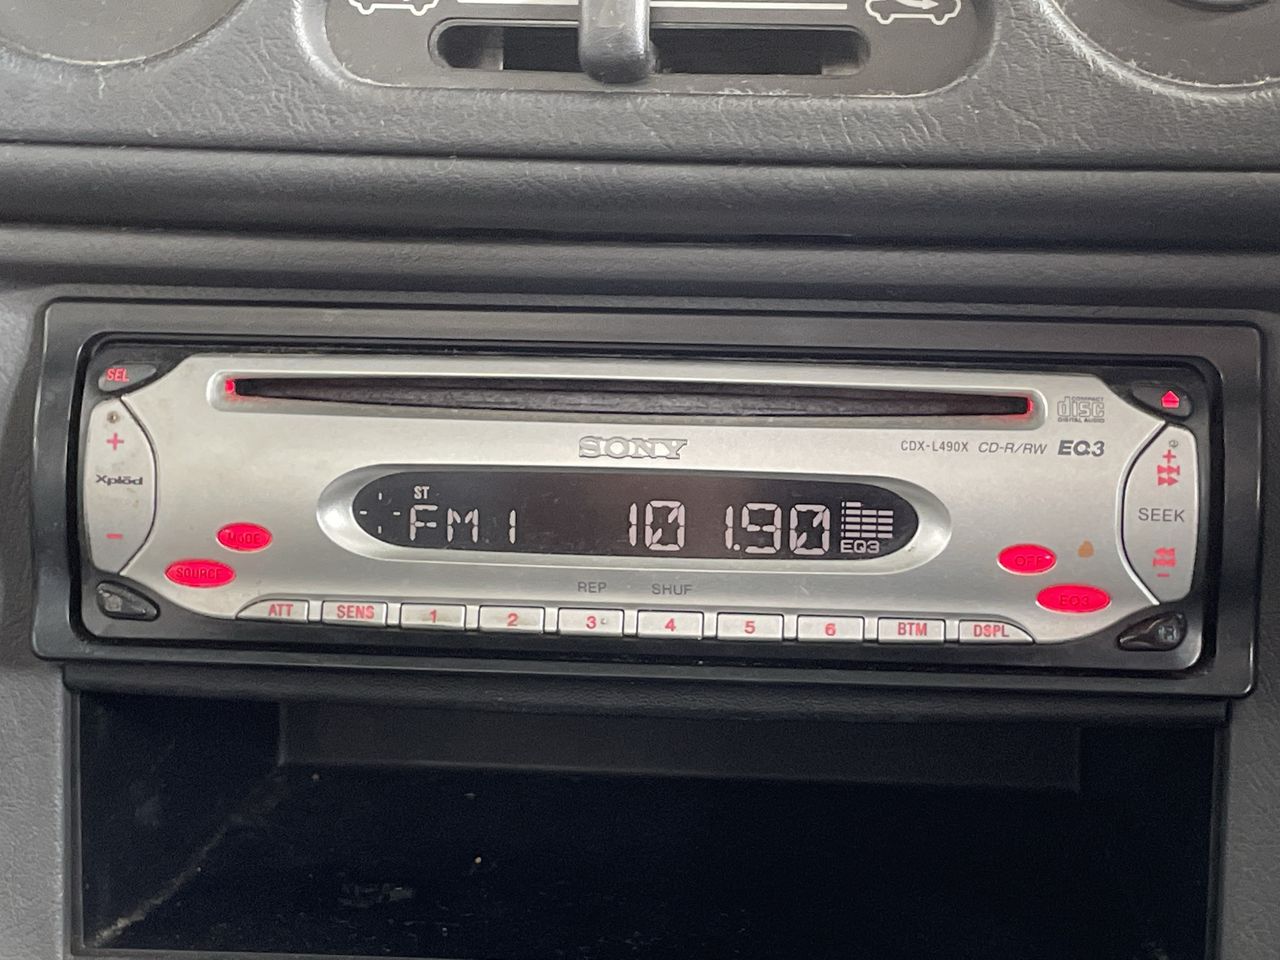 SEL
COMPACT
disc
DIGITAL AUDIO
SONY
CDX-L490X CD-R/RW EQ3
+
Xplod
-
ST
FM1 101.90
EQ3
+
SEEK
-
MODE
OFF
SOURCE
EQ3
REP SHUF
ATT SENS 1 2 3 4 5 6 BTM DSPL